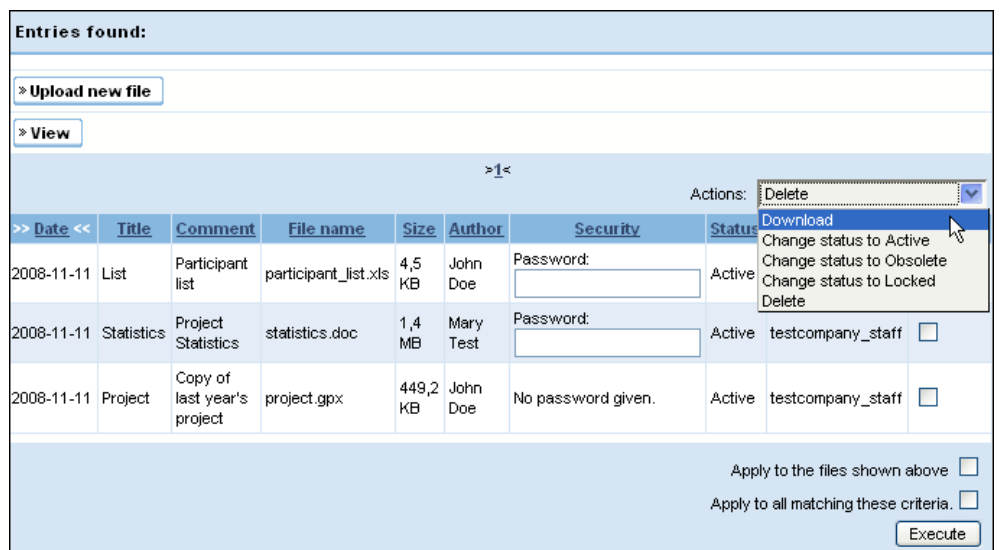 Entries found:
» Upload new file
» View
>1<
Actions: Delete
Download
Change status to Active
Change status to Obsolete
Change status to Locked
Delete
>> Date << Title Comment File name Size Author Security Status
2008-11-11 List Participant list participant_list.xls 4,5 KB John Doe Password: Active
2008-11-11 Statistics Project Statistics statistics.doc 1,4 MB Mary Test Password: Active testcompany_staff
2008-11-11 Project Copy of last year's project project.gpx 449,2 KB John Doe No password given. Active testcompany_staff
Apply to the files shown above
Apply to all matching these criteria.
Execute